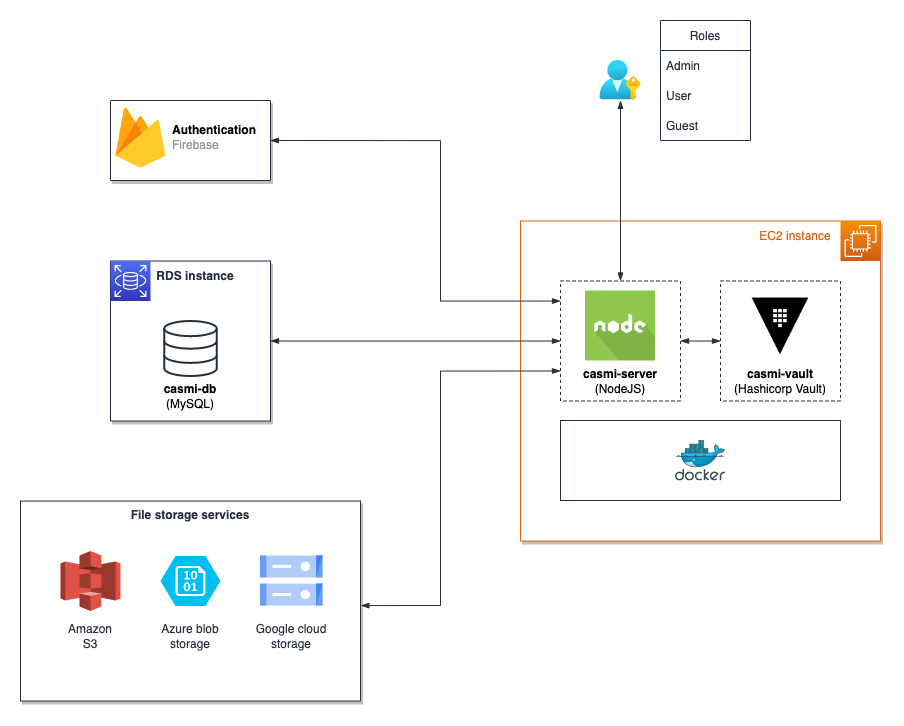 Roles
Admin
User
Guest
Authentication
Firebase
EC2 instance
RDS instance
casmi-db
(MySQL)
node
casmi-server
(NodeJS)
casmi-vault
(Hashicorp Vault)
docker
File storage services
10
01
Amazon
S3
Azure blob
storage
Google cloud
storage